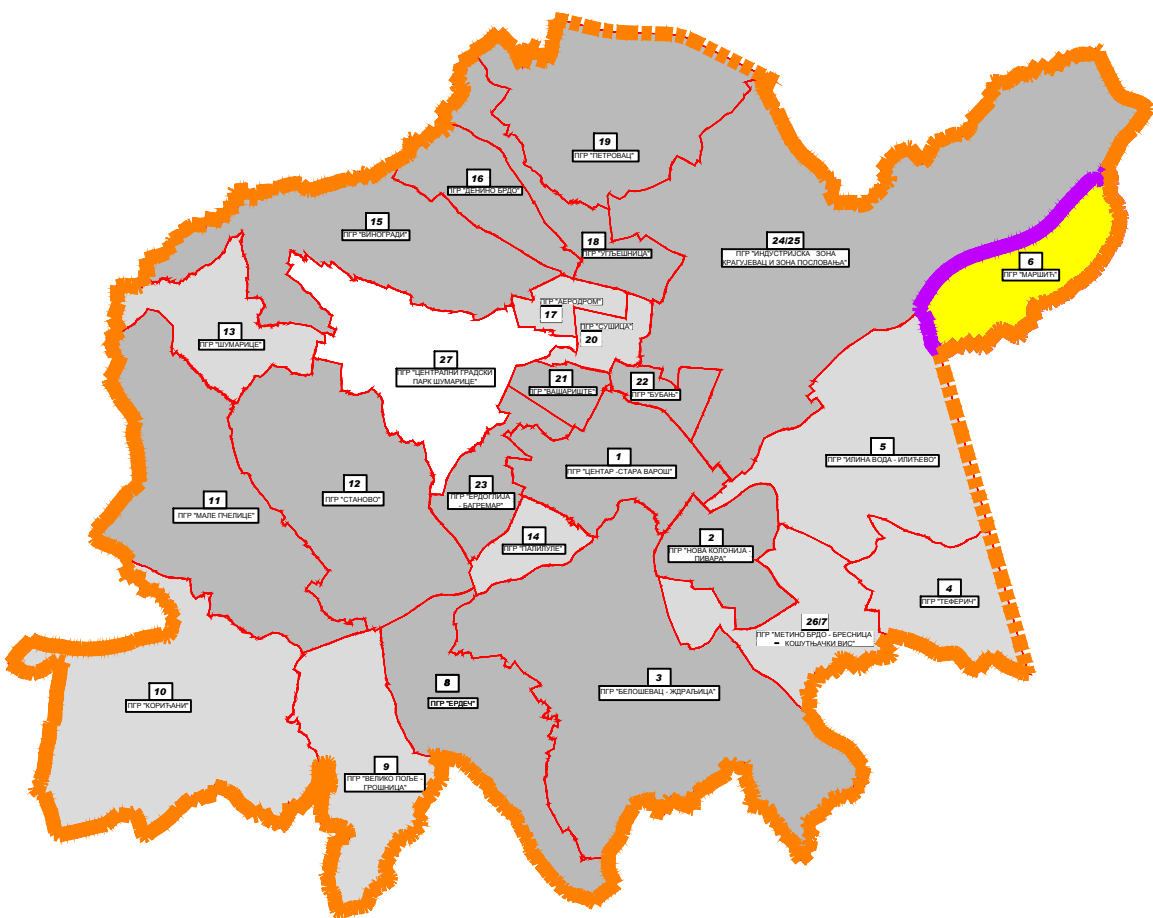 19
ПГР "ПЕТРОВАЦ"
16
ПГР "ДЕНИНО БРДО"
15
ПГР "ВИНОГРАДИ"
18
ПГР "УГЉЕШНИЦА"
24/25
ПГР "ИНДУСТРИЈСКА ЗОНА
КРАГУЈЕВАЦ И ЗОНА ПОСЛОВАЊА"
6
ПГР "МАРШИЋ"
13
ПГР "ШУМАРИЦЕ"
ПГР "АЕРОДРОМ"
17
ПГР "СУШИЦА"
20
27
ПГР "ЦЕНТРАЛНИ ГРАДСКИ
ПАРК ШУМАРИЦЕ"
21
ПГР "ВАШАРИШТЕ"
22
ПГР "БУБАЊ"
5
ПГР "ИЛИНА ВОДА - ИЛИЋЕВО"
1
ПГР "ЦЕНТАР -СТАРА ВАРОШ"
12
ПГР "СТАНОВО"
23
ПГР "ЕРДОГЛИЈА
- БАГРЕМАР"
11
ПГР "МАЛЕ ПЧЕЛИЦЕ"
14
ПГР "ПАЛИЛУЛЕ"
2
ПГР "НОВА КОЛОНИЈА -
ПИВАРА"
4
ПГР "ТЕФЕРИЧ"
26/7
ПГР "МЕТИНО БРДО - БРЕСНИЦА
– КОШУТЊАЧКИ ВИС"
3
ПГР "БЕЛОШЕВАЦ - ЖДРАЉИЦА"
8
ПГР "ЕРДЕЧ"
10
ПГР "КОРИЋАНИ"
9
ПГР "ВЕЛИКО ПОЉЕ -
ГРОШНИЦА"